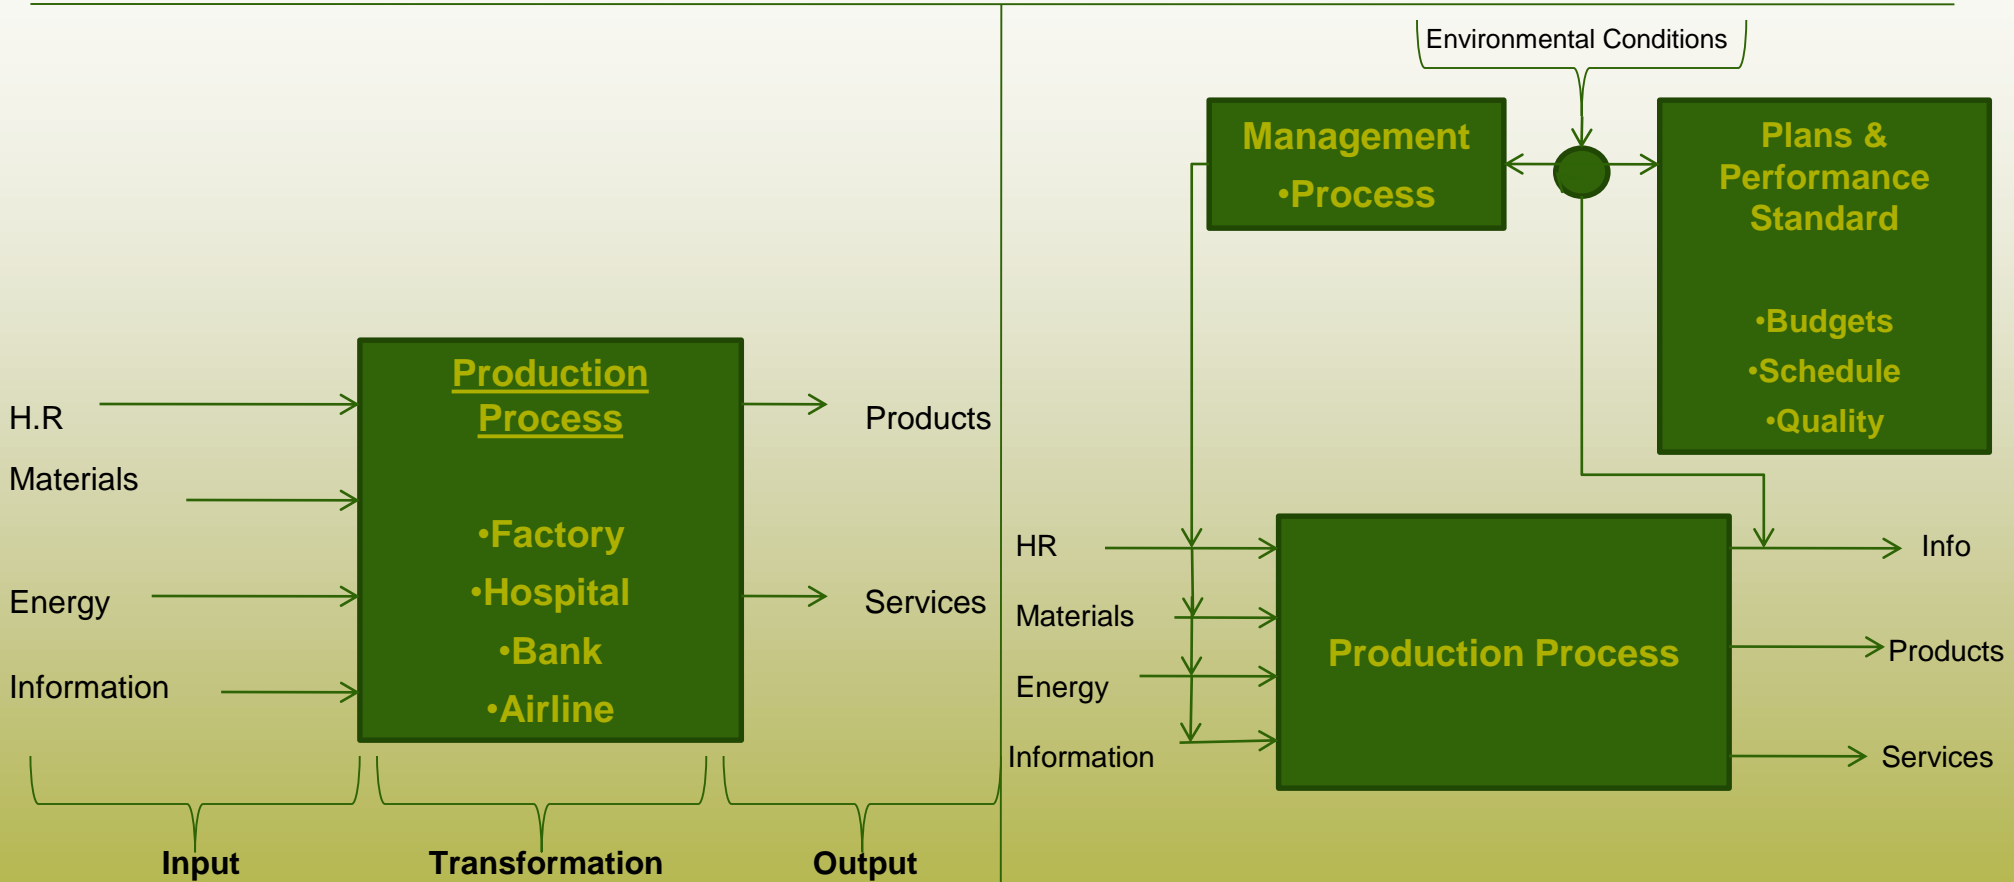 H.R
Materials
Energy
Information
Production
Process
•Factory
•Hospital
•Bank
•Airline
Products
Services
Input
Transformation
Output
Environmental Conditions
Management
•Process
Plans &
Performance
Standard
•Budgets
•Schedule
•Quality
HR
Materials
Energy
Information
Production Process
Info
Products
Services